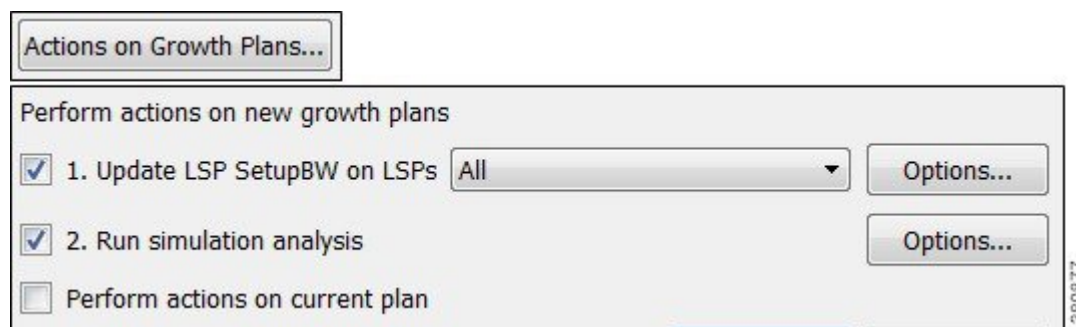 Actions on Growth Plans...
Perform actions on new growth plans
1. Update LSP SetupBW on LSPs All Options...
2. Run simulation analysis Options...
Perform actions on current plan